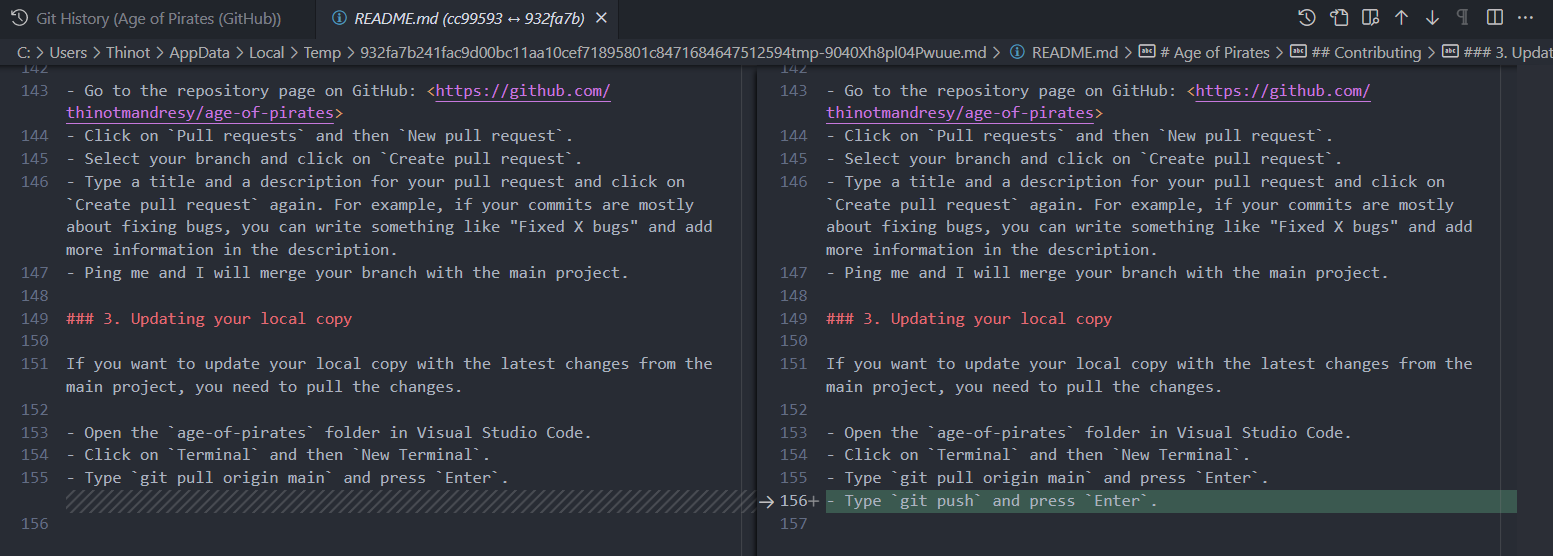 Git History (Age of Pirates (GitHub))
README.md (cc99593 ↔ 932fa7b)
C: > Users > Thinot > AppData > Local > Temp > 932fa7b241fac9d00bc11aa10cef71895801c8471684647512594tmp-9040Xh8pl04Pwuue.md > README.md > # Age of Pirates > ## Contributing > ### 3. Updat
142
143 - Go to the repository page on GitHub: <https://github.com/
thinotmandresy/age-of-pirates>
144 - Click on `Pull requests` and then `New pull request`.
145 - Select your branch and click on `Create pull request`.
146 - Type a title and a description for your pull request and click on
`Create pull request` again. For example, if your commits are mostly
about fixing bugs, you can write something like "Fixed X bugs" and add
more information in the description.
147 - Ping me and I will merge your branch with the main project.
148
149 ### 3. Updating your local copy
150
151 If you want to update your local copy with the latest changes from the
main project, you need to pull the changes.
152
153 - Open the `age-of-pirates` folder in Visual Studio Code.
154 - Click on `Terminal` and then `New Terminal`.
155 - Type `git pull origin main` and press `Enter`.
156
142
143 - Go to the repository page on GitHub: <https://github.com/
thinotmandresy/age-of-pirates>
144 - Click on `Pull requests` and then `New pull request`.
145 - Select your branch and click on `Create pull request`.
146 - Type a title and a description for your pull request and click on
`Create pull request` again. For example, if your commits are mostly
about fixing bugs, you can write something like "Fixed X bugs" and add
more information in the description.
147 - Ping me and I will merge your branch with the main project.
148
149 ### 3. Updating your local copy
150
151 If you want to update your local copy with the latest changes from the
main project, you need to pull the changes.
152
153 - Open the `age-of-pirates` folder in Visual Studio Code.
154 - Click on `Terminal` and then `New Terminal`.
155 - Type `git pull origin main` and press `Enter`.
156+ - Type `git push` and press `Enter`.
157